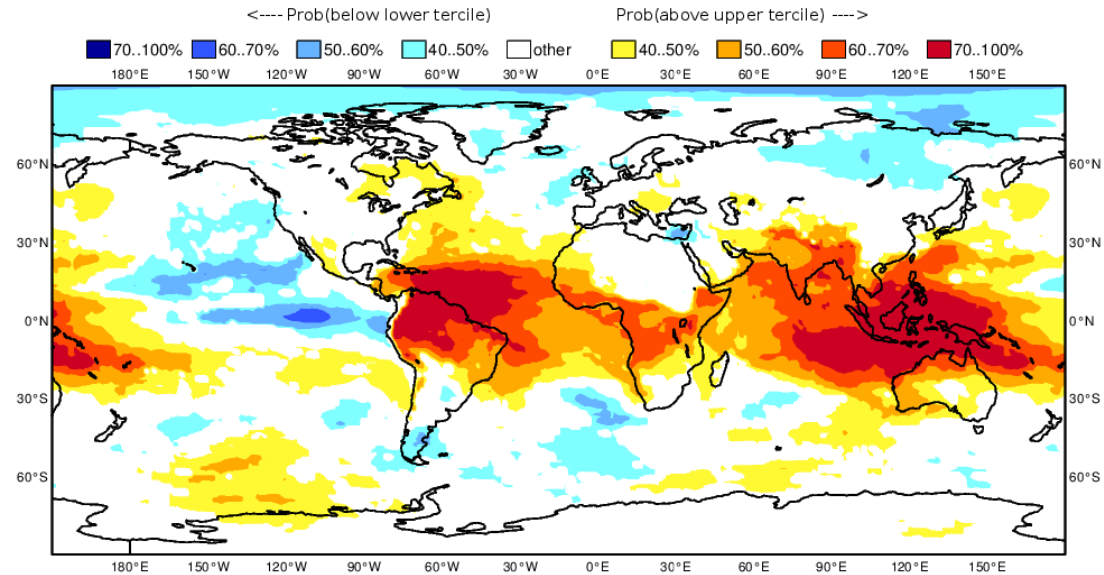 <---- Prob(below lower tercile) Prob(above upper tercile) ---->
70..100% 60..70% 50..60% 40..50% other 40..50% 50..60% 60..70% 70..100%
180°E 150°W 120°W 90°W 60°W 30°W 0°E 30°E 60°E 90°E 120°E 150°E
60°N 60°N
30°N 30°N
0°N 0°N
30°S 30°S
60°S 60°S
180°E 150°W 120°W 90°W 60°W 30°W 0°E 30°E 60°E 90°E 120°E 150°E